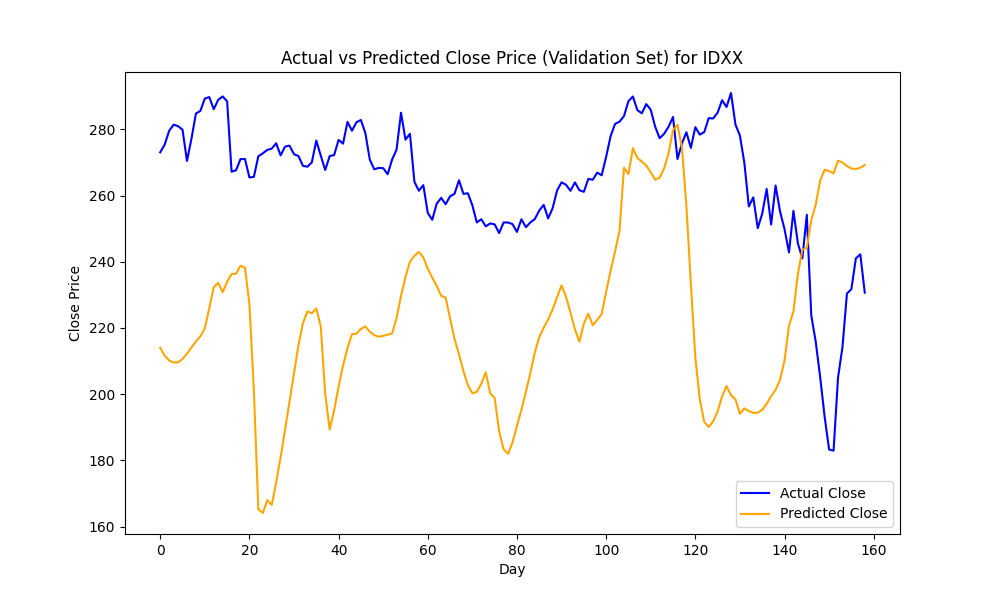 Actual vs Predicted Close Price (Validation Set) for IDXX
Close Price
280
260
240
220
200
180
160
0 20 40 60 80 100 120 140 160
Day
Actual Close
Predicted Close